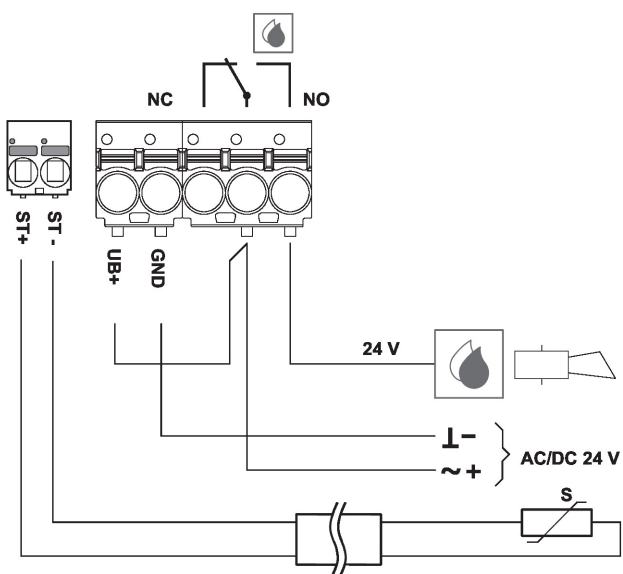 NC
NO
ST+
ST -
UB+
GND
24 V
⊥ −
~ +
AC/DC 24 V
S